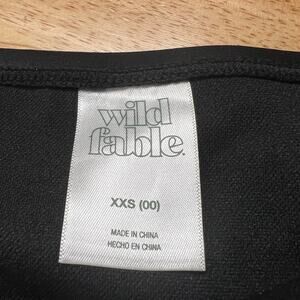 wild
fable.
XXS (00)
MADE IN CHINA
HECHO EN CHINA